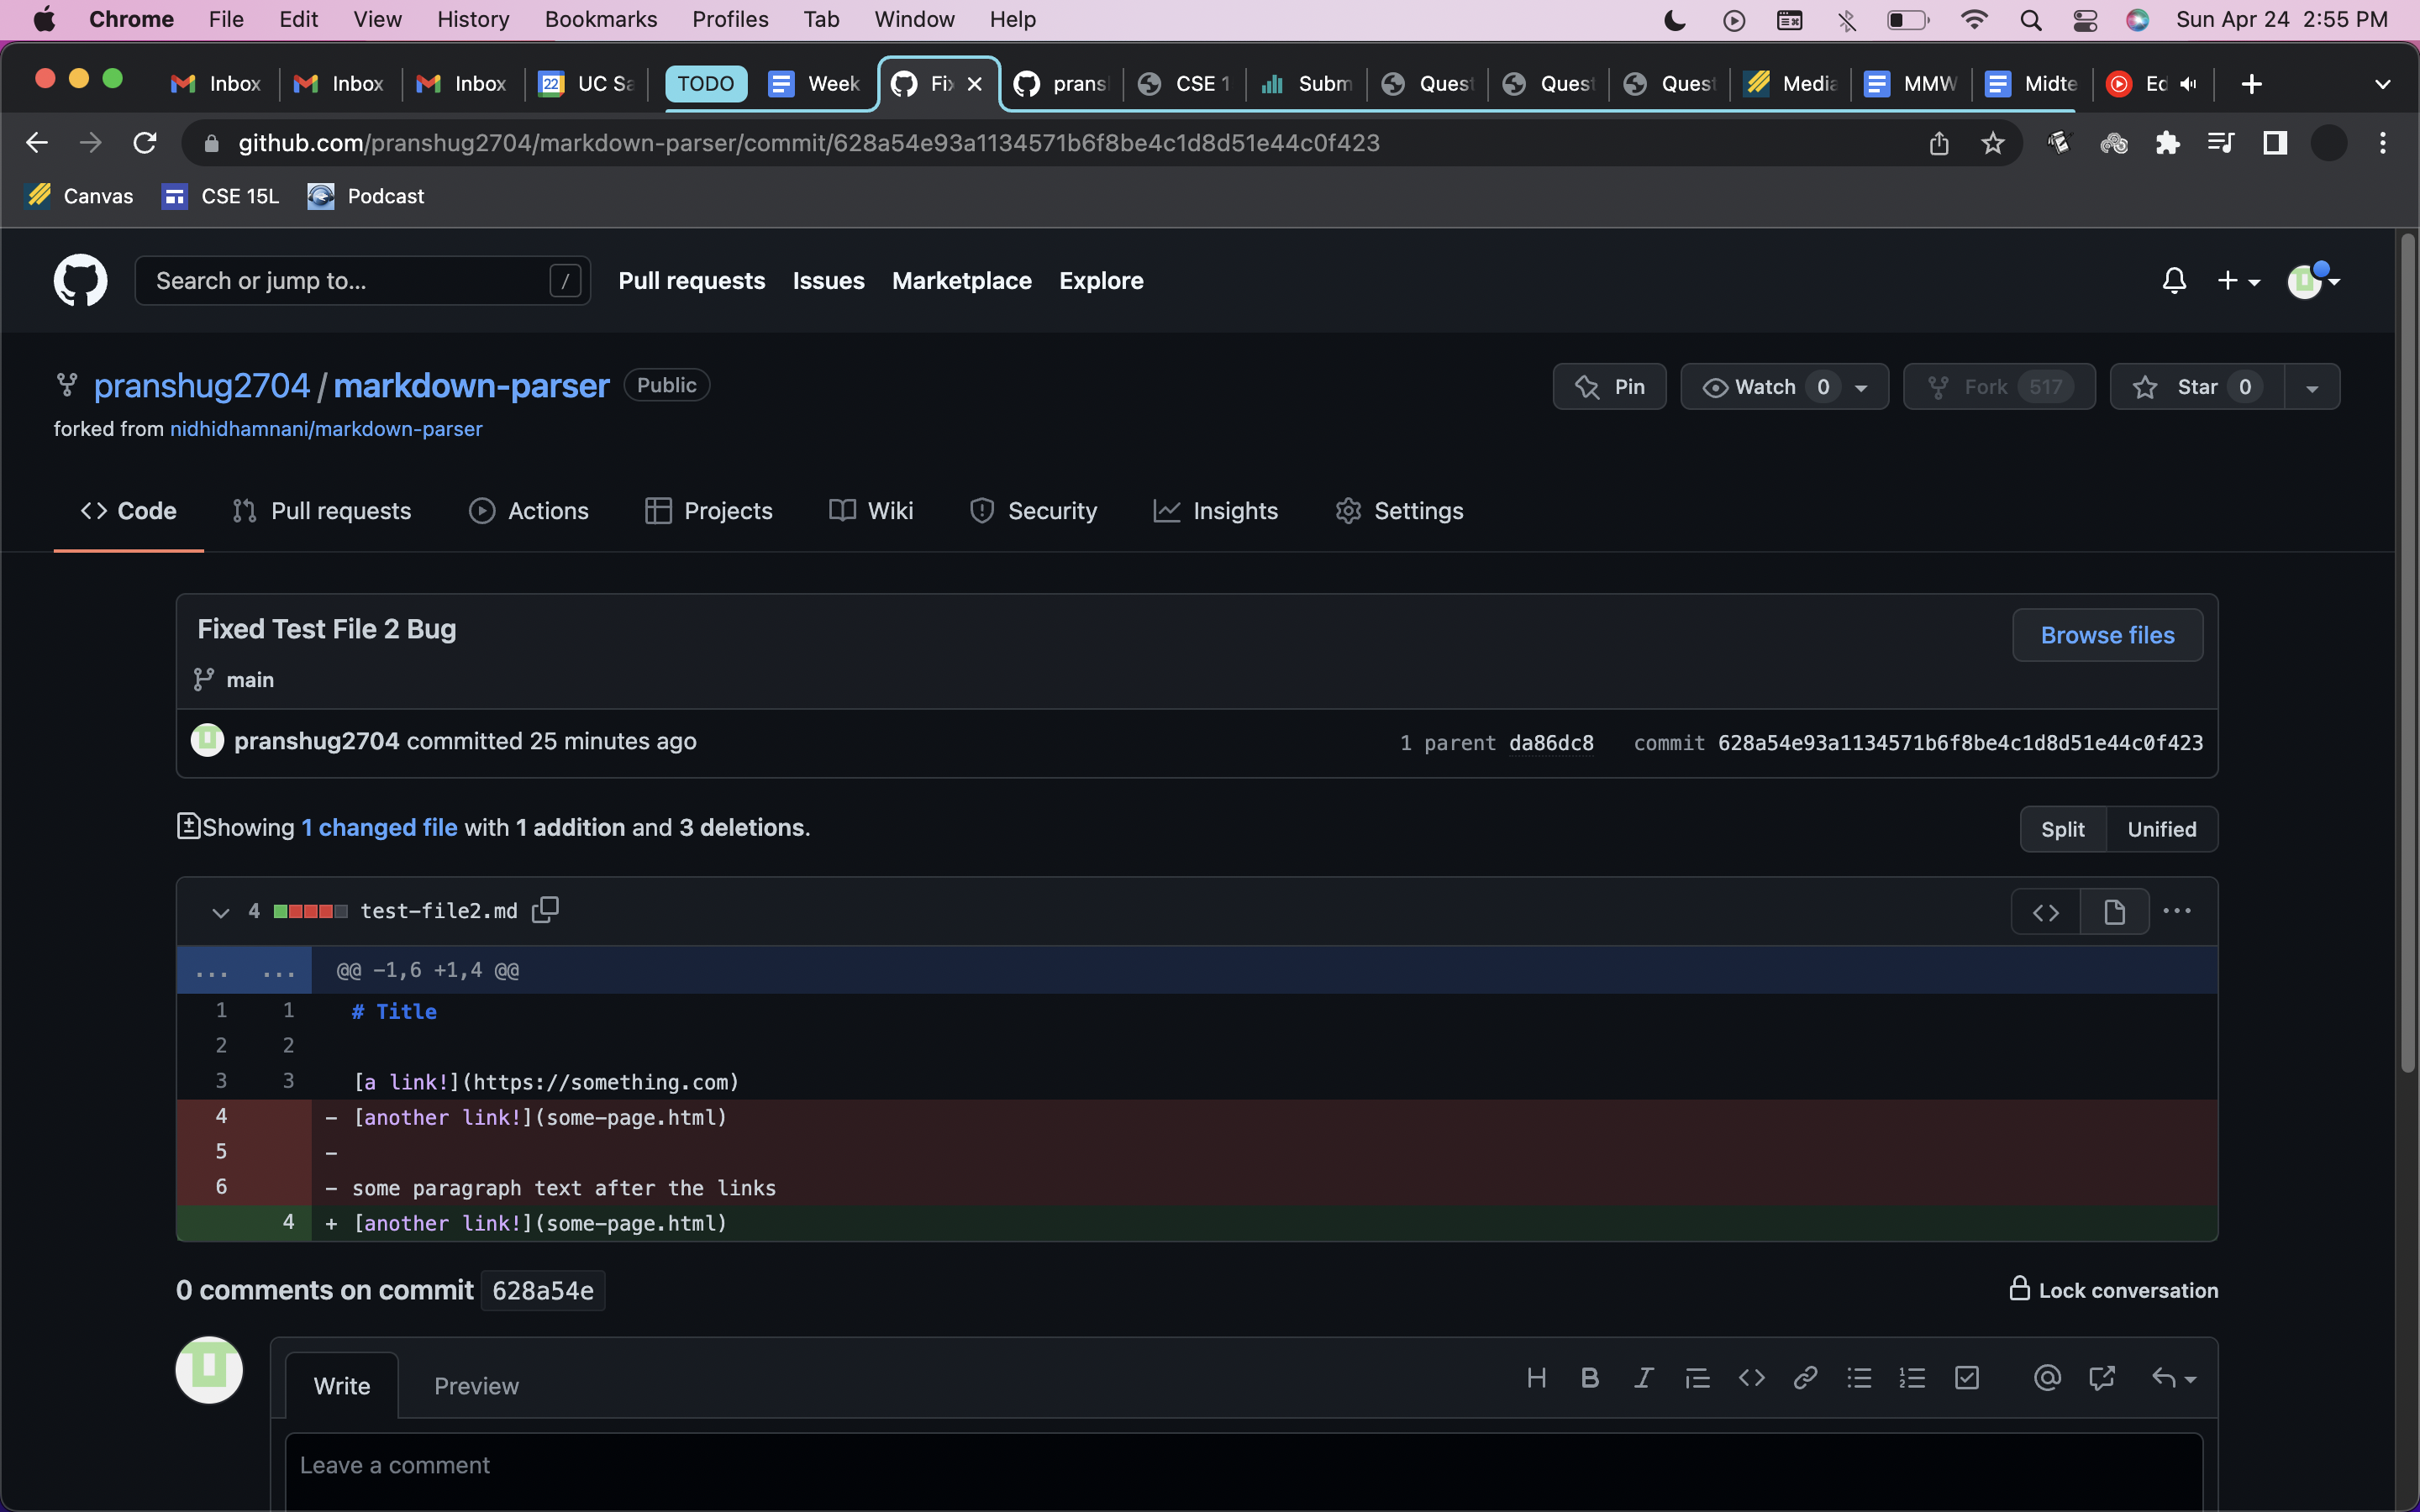 Chrome File Edit View History Bookmarks Profiles Tab Window Help Sun Apr 24 2:55 PM
Inbox Inbox Inbox 22 UC Sa TODO Week Fix prans CSE 1 Subm Quest Quest Quest Media MMW Midte Ed
github.com/pranshug2704/markdown-parser/commit/628a54e93a1134571b6f8be4c1d8d51e44c0f423
Canvas CSE 15L Podcast
Search or jump to... / Pull requests Issues Marketplace Explore
pranshug2704 / markdown-parser Public Pin Watch 0 Fork 517 Star 0
forked from nidhidhamnani/markdown-parser
Code Pull requests Actions Projects Wiki Security Insights Settings
Fixed Test File 2 Bug Browse files
main
pranshug2704 committed 25 minutes ago 1 parent da86dc8 commit 628a54e93a1134571b6f8be4c1d8d51e44c0f423
Showing 1 changed file with 1 addition and 3 deletions. Split Unified
4 test-file2.md
... ... @@ -1,6 +1,4 @@
1 1 # Title
2 2
3 3 [a link!](https://something.com)
4 - [another link!](some-page.html)
5 -
6 - some paragraph text after the links
4 + [another link!](some-page.html)
0 comments on commit 628a54e Lock conversation
Write Preview
Leave a comment